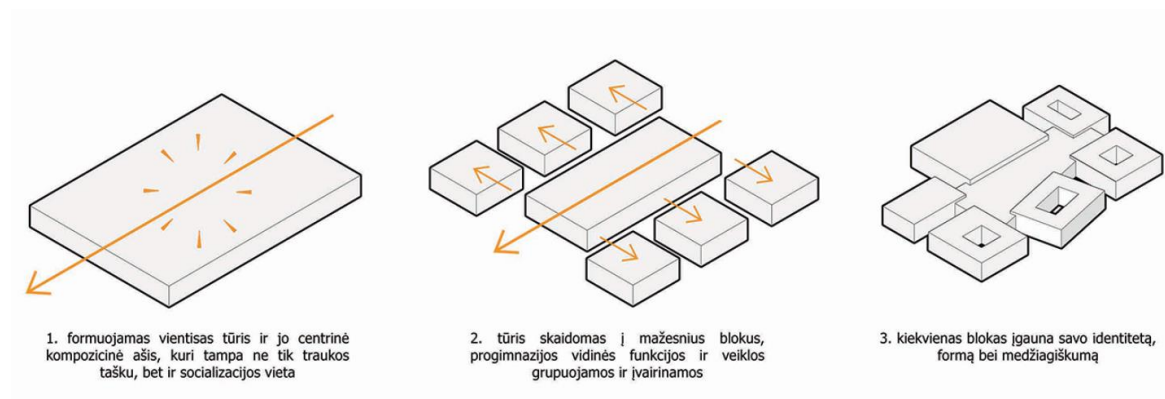 1. formuojamas vientisas tūris ir jo centrinė
kompozicinė ašis, kuri tampa ne tik traukos
tašku, bet ir socializacijos vieta
2. tūris skaidomas į mažesnius blokus,
progimnazijos vidinės funkcijos ir veiklos
grupuojamos ir įvairinamos
3. kiekvienas blokas įgauna savo identitetą,
formą bei medžiagiškumą